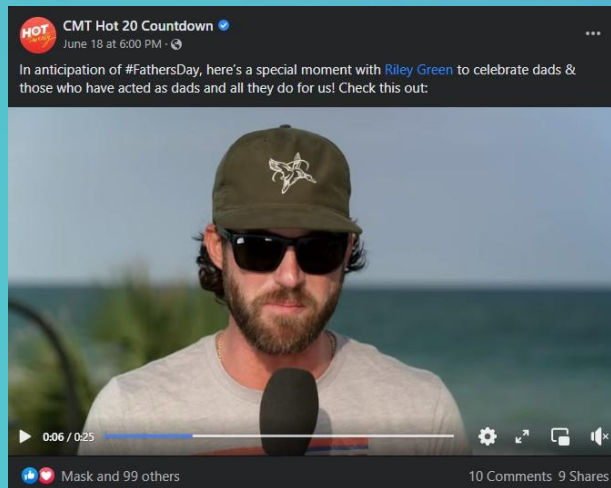 HOT
CMT Hot 20 Countdown
June 18 at 6:00 PM ·
In anticipation of #FathersDay, here's a special moment with Riley Green to celebrate dads &
those who have acted as dads and all they do for us! Check this out:
0:06 / 0:25
Mask and 99 others
10 Comments 9 Shares